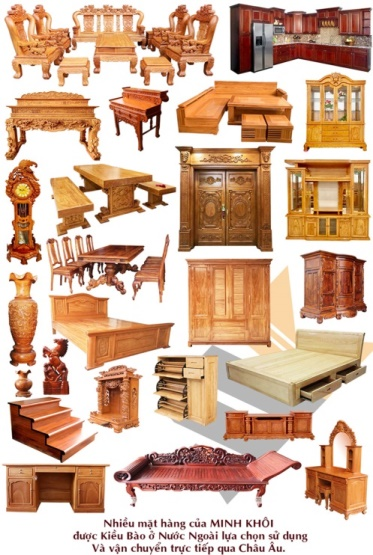 Nhiều mặt hàng của MINH KHÔI
được Kiều Bào ở Nước Ngoài lựa chọn sử dụng
Và vận chuyển trực tiếp qua Châu Âu.